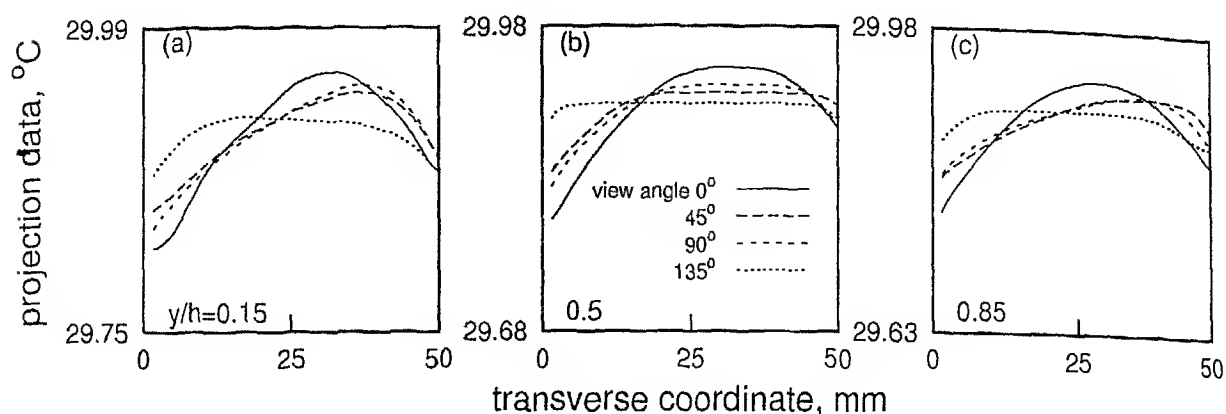 projection data, °C
29.99
29.75
(a)
y/h=0.15
0
25
50
29.98
29.68
(b)
view angle 0°
45°
90°
135°
0.5
0
25
50
29.98
29.63
(c)
0.85
0
25
50
transverse coordinate, mm